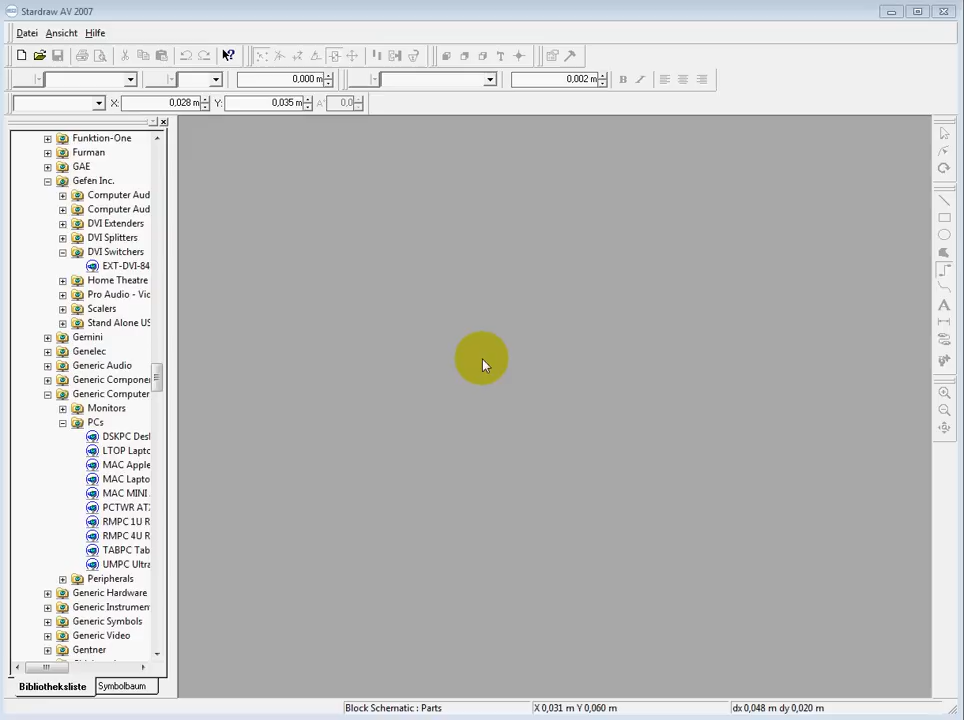 Stardraw AV 2007
Datei Ansicht Hilfe
0,000 m
0,002 m
X: 0,028 m Y: 0,035 m A 0,0
Funktion-One
Furman
GAE
Gefen Inc.
Computer Aud
Computer Aud
DVI Extenders
DVI Splitters
DVI Switchers
EXT-DVI-84
Home Theatre
Pro Audio - Vic
Scalers
Stand Alone US
Gemini
Genelec
Generic Audio
Generic Compone
Generic Computer
Monitors
PCs
DSKPC Desl
LTOP Lapto
MAC Apple
MAC Lapto
MAC MINI
PCTWR AT
RMPC 1U R
RMPC 4U R
TABPC Tab
UMPC Ultra
Peripherals
Generic Hardware
Generic Instrumen
Generic Symbols
Generic Video
Gentner
Bibliotheksliste Symbolbaum
Block Schematic : Parts X 0,031 m Y 0,060 m dx 0,048 m dy 0,020 m